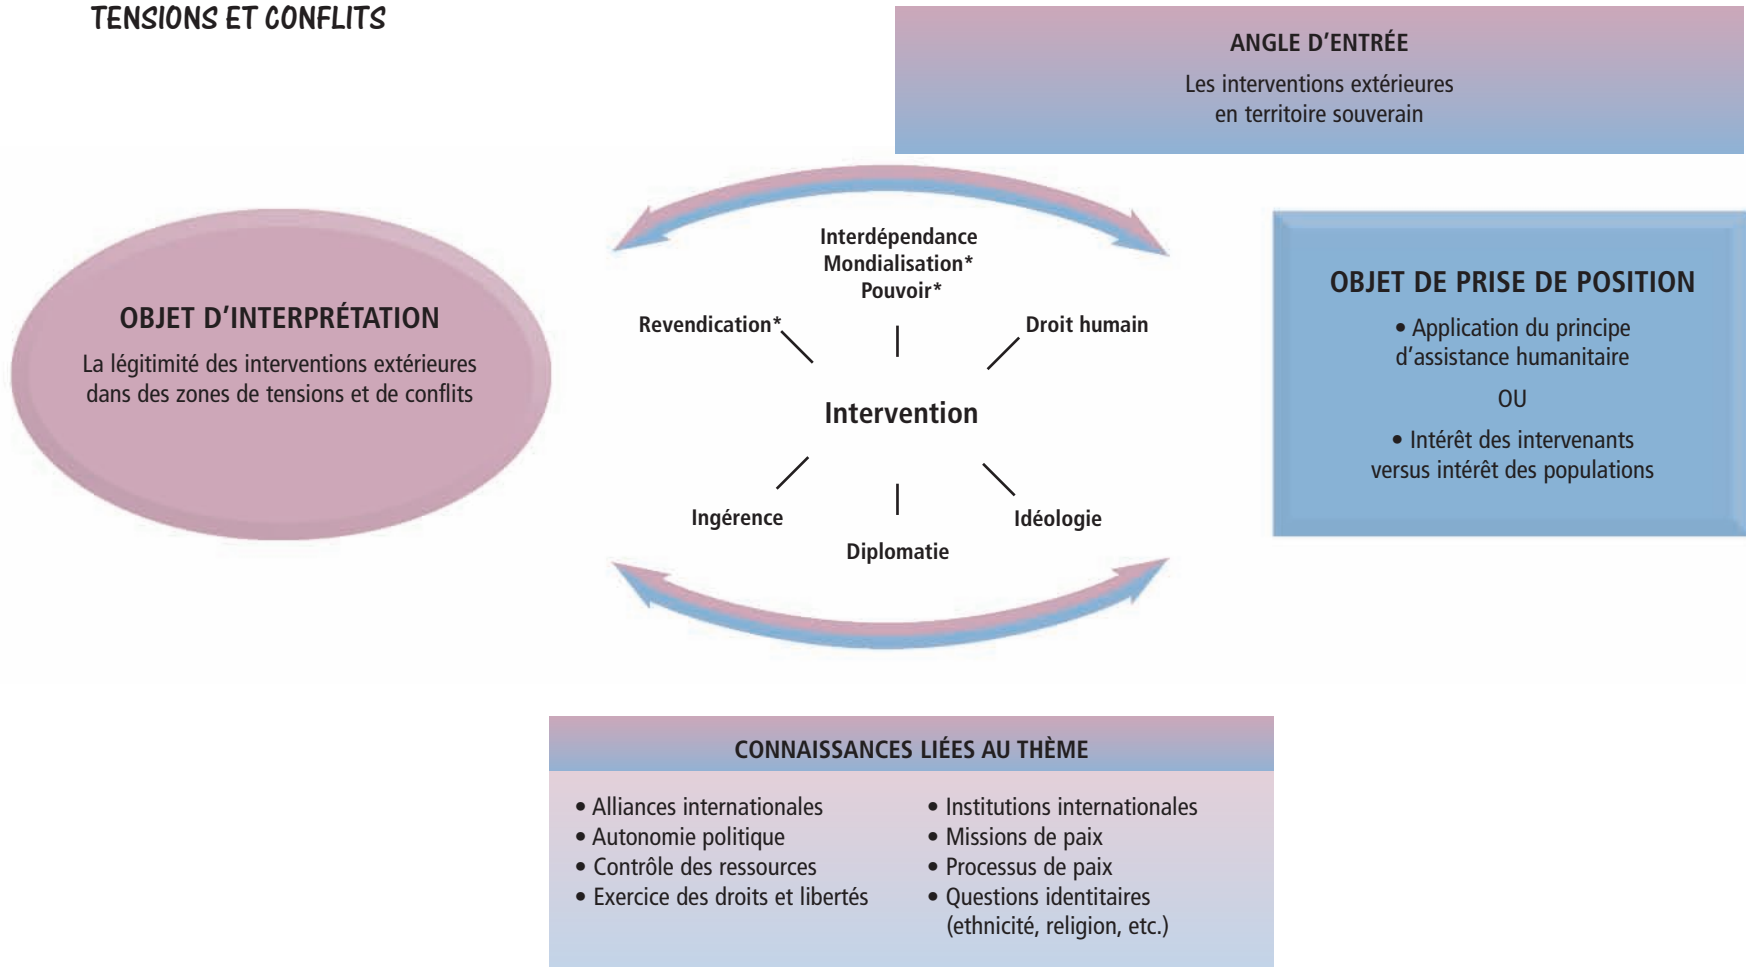 TENSIONS ET CONFLITS
ANGLE D'ENTRÉE
Les interventions extérieures
en territoire souverain
OBJET D'INTERPRÉTATION
La légitimité des interventions extérieures
dans des zones de tensions et de conflits
Interdépendance
Mondialisation*
Pouvoir*
Revendication*
Droit humain
Intervention
Ingérence
Diplomatie
Idéologie
OBJET DE PRISE DE POSITION
• Application du principe
d'assistance humanitaire
OU
• Intérêt des intervenants
versus intérêt des populations
CONNAISSANCES LIÉES AU THÈME
• Alliances internationales
• Autonomie politique
• Contrôle des ressources
• Exercice des droits et libertés
• Institutions internationales
• Missions de paix
• Processus de paix
• Questions identitaires
(ethnicité, religion, etc.)